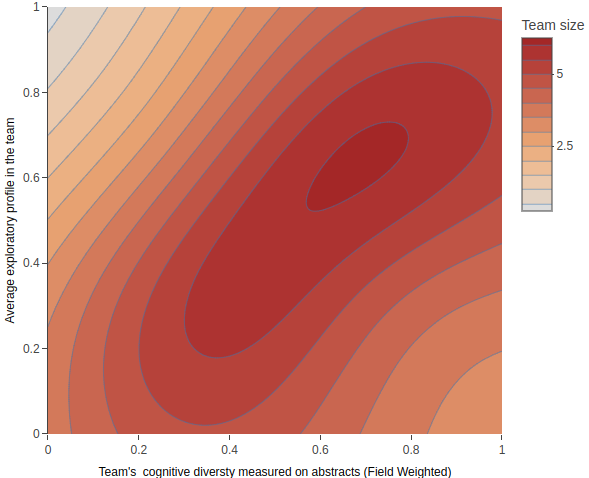 Team size
5
2.5
1
0.8
0.6
0.4
0.2
0
Average exploratory profile in the team
0 0.2 0.4 0.6 0.8 1
Team's cognitive diversty measured on abstracts (Field Weighted)